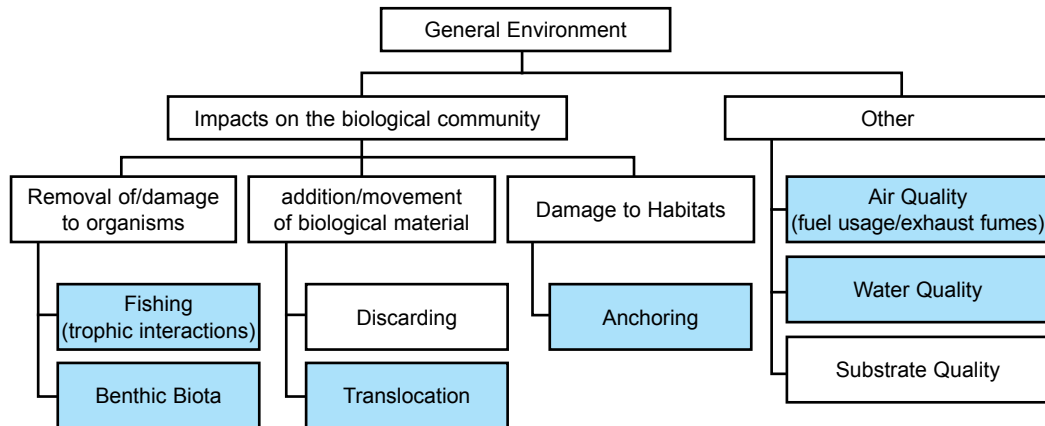 General Environment
Impacts on the biological community
Other
Removal of/damage
to organisms
addition/movement
of biological material
Damage to Habitats
Air Quality
(fuel usage/exhaust fumes)
Fishing
(trophic interactions)
Discarding
Anchoring
Water Quality
Benthic Biota
Translocation
Substrate Quality